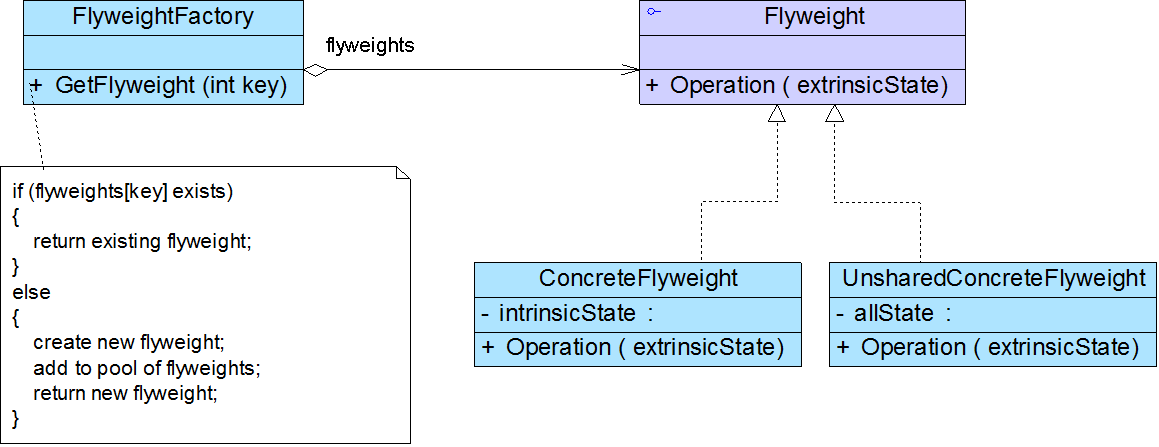 FlyweightFactory
+ GetFlyweight (int key)
flyweights
Flyweight
+ Operation ( extrinsicState)
if (flyweights[key] exists)
{
return existing flyweight;
}
else
{
create new flyweight;
add to pool of flyweights;
return new flyweight;
}
ConcreteFlyweight
- intrinsicState :
+ Operation ( extrinsicState)
UnsharedConcreteFlyweight
- allState :
+ Operation ( extrinsicState)